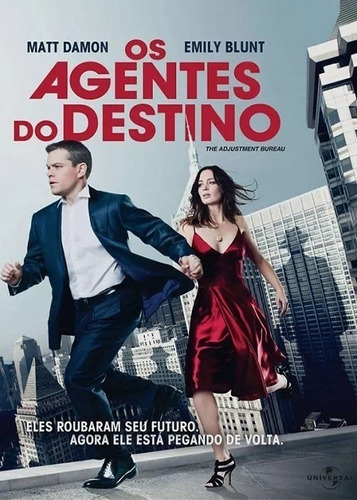 MATT DAMON OS EMILY BLUNT
AGENTES
DO DESTINO
THE ADJUSTMENT BUREAU
ELES ROUBARAM SEU FUTURO.
AGORA ELE ESTÁ PEGANDO DE VOLTA.
UNIVERSAL